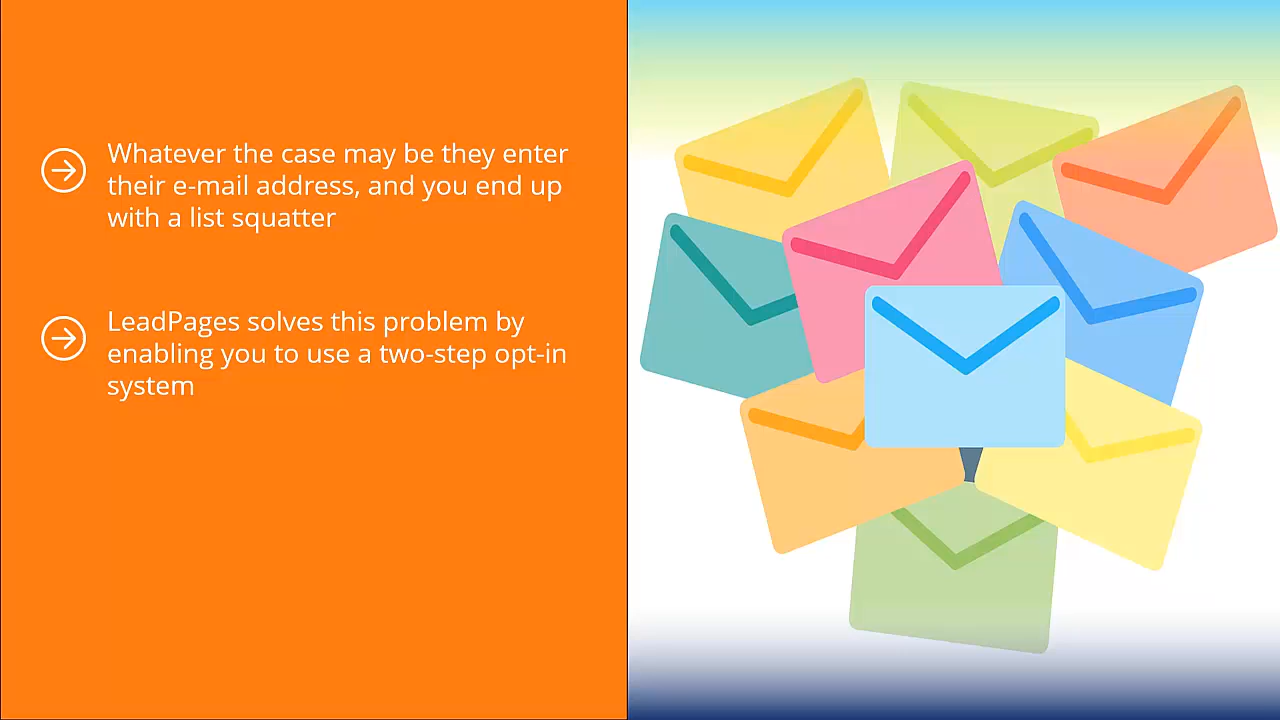 Whatever the case may be they enter
their e-mail address, and you end up
with a list squatter
LeadPages solves this problem by
enabling you to use a two-step opt-in
system